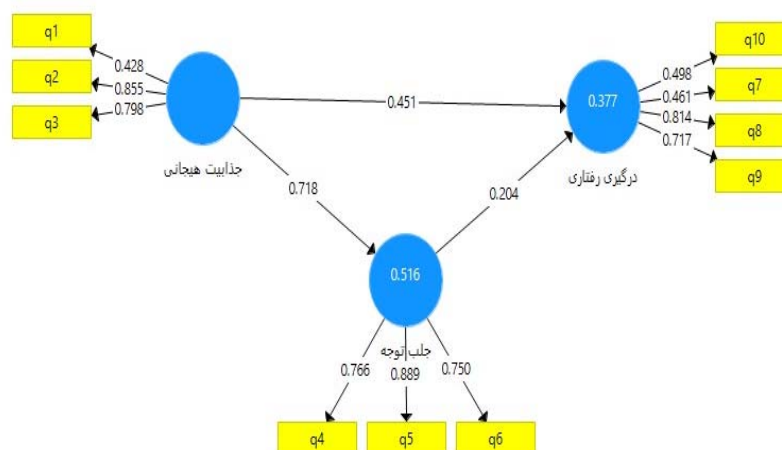 q1
q2
q3
0.428
0.855
0.798
جذابیت هیجانی
0.451
0.718
0.204
0.377
درگیری رفتاری
0.498
0.461
0.814
0.717
q10
q7
q8
q9
0.516
جلب توجه
0.766
0.889
0.750
q4
q5
q6